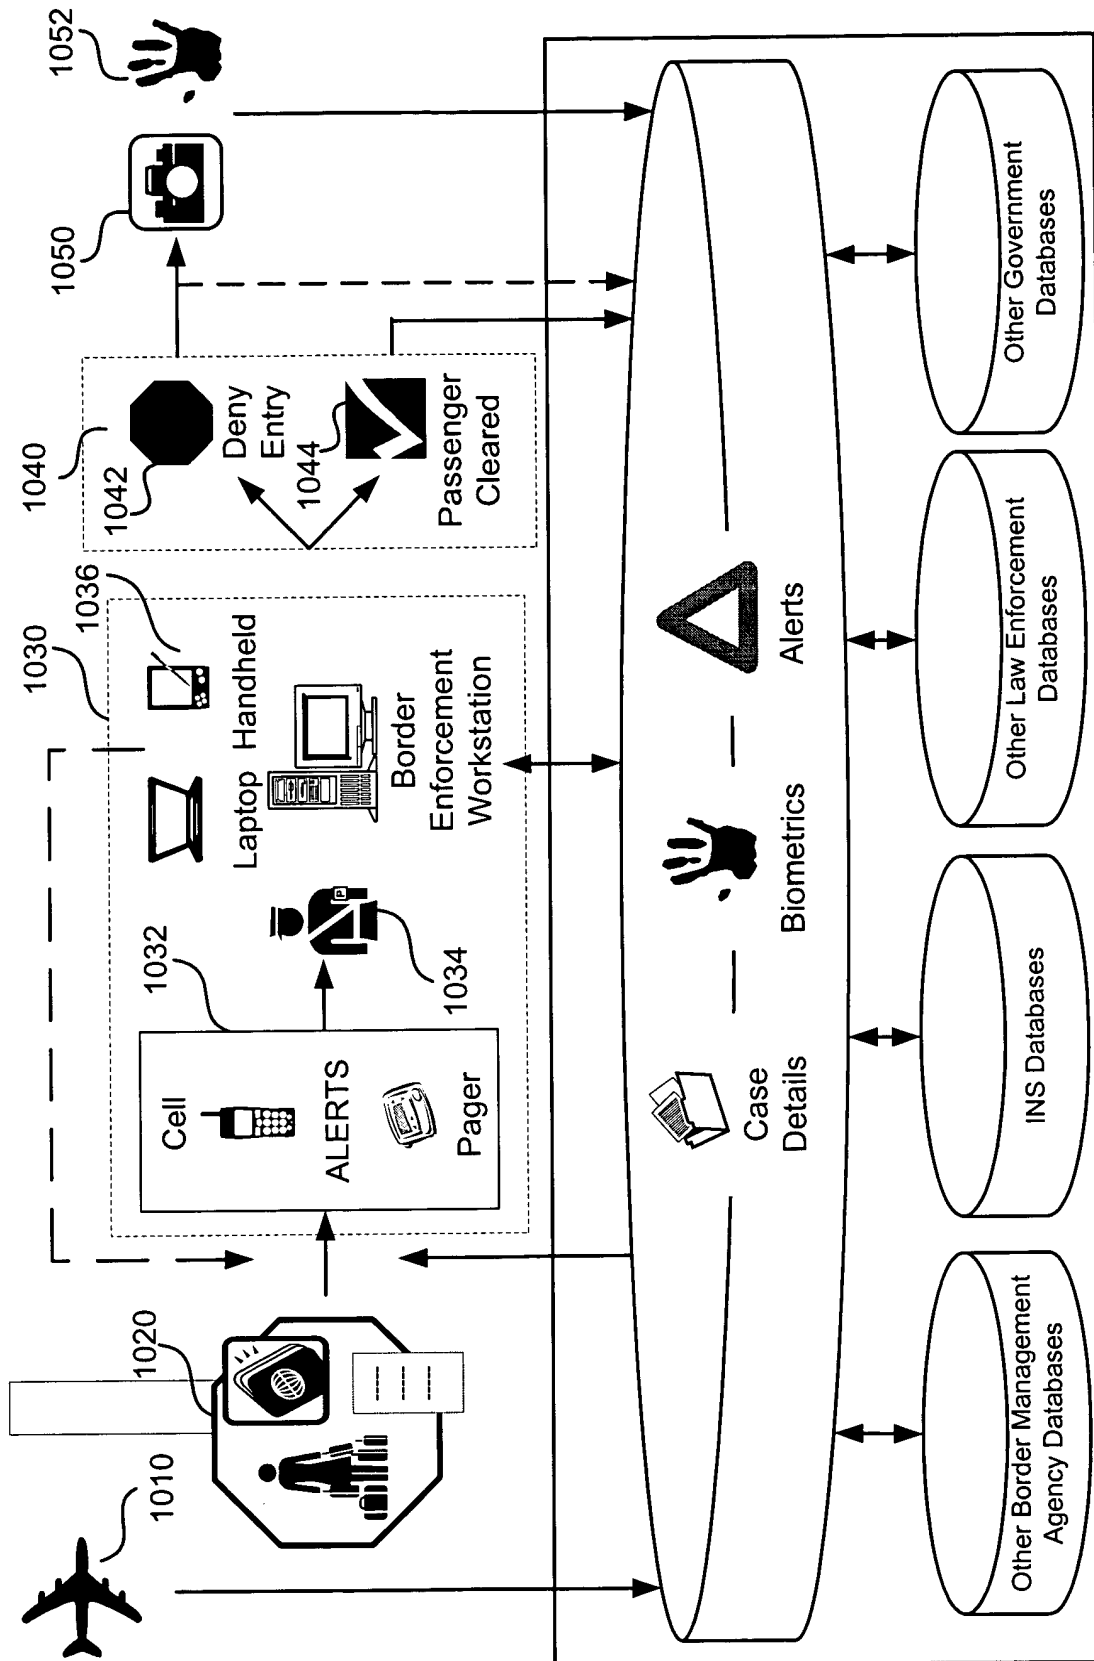 1010
1020
1030
1032
Cell
ALERTS
Pager
1034
Laptop
Handheld
1036
Border
Enforcement
Workstation
1040
1042
Deny
Entry
1044
Passenger
Cleared
1050
1052
P
Case
Details
Biometrics
Alerts
Other Border Management
Agency Databases
INS Databases
Other Law Enforcement
Databases
Other Government
Databases